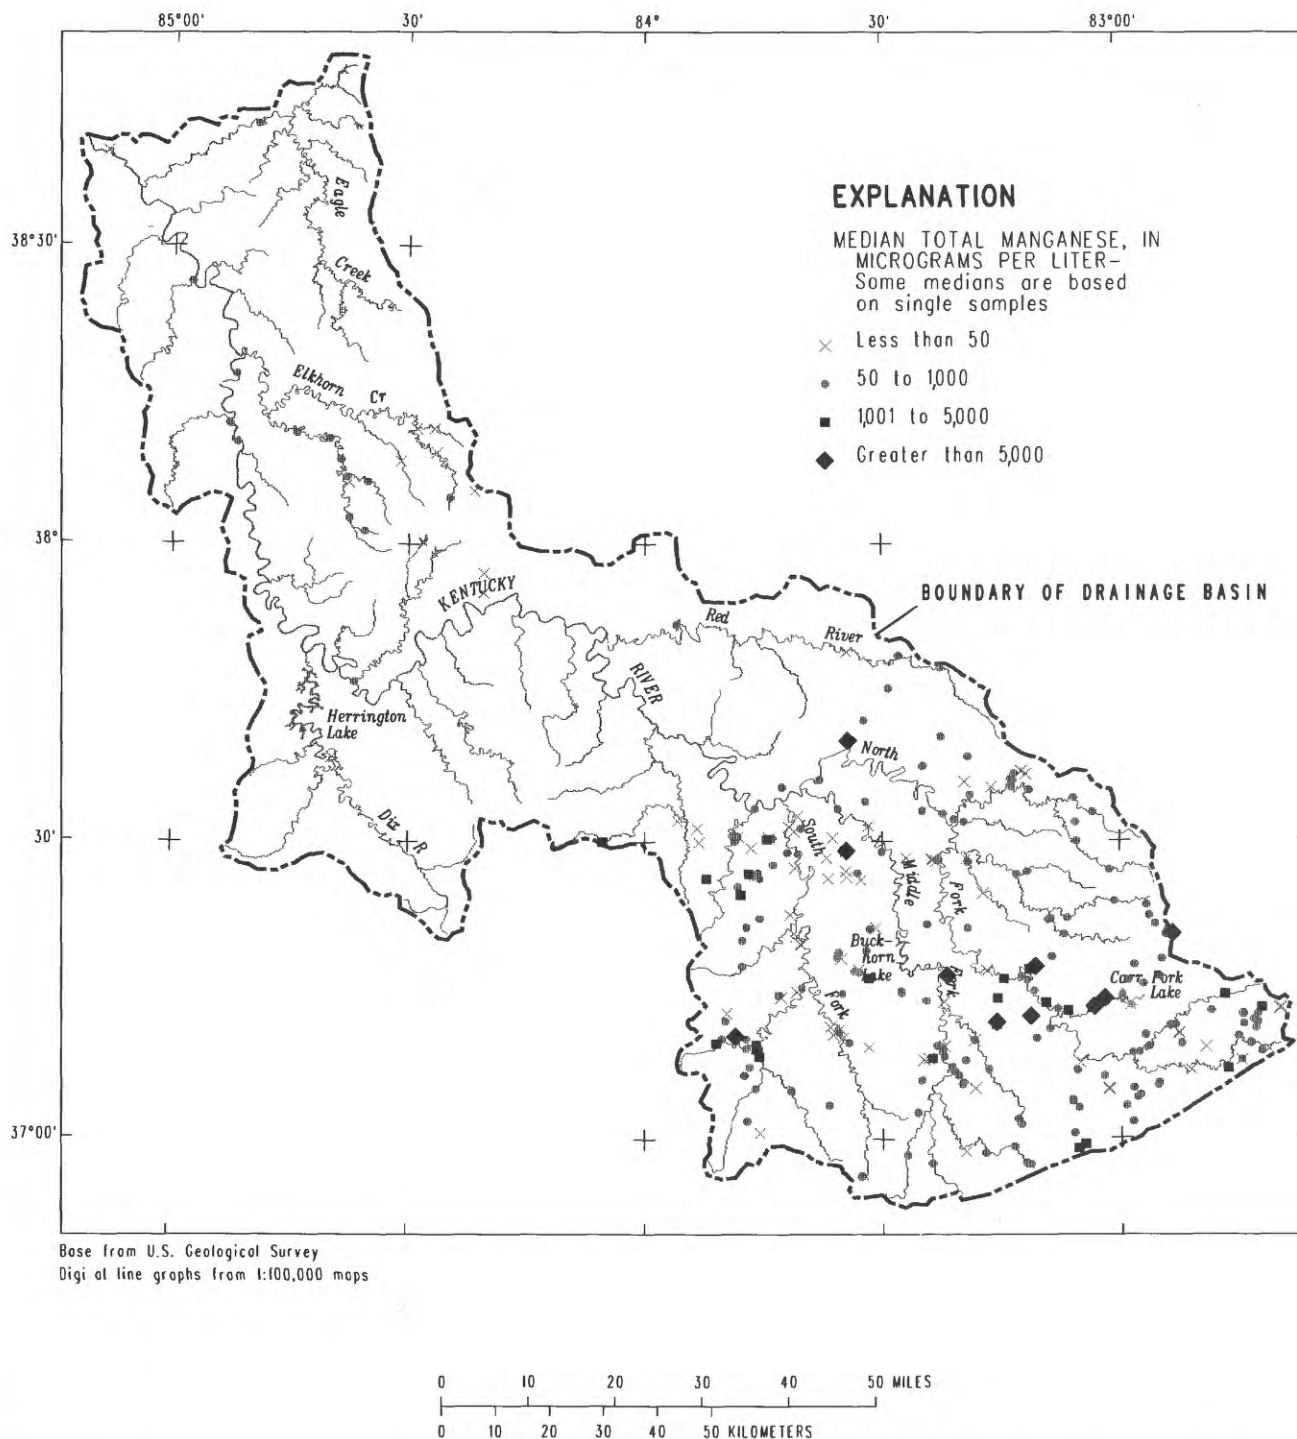 85°00' 30' 84° 30' 83°00'
38°30'
38°
30'
37°00'
Eagle
Creek
Elkhorn
Cr
EXPLANATION
MEDIAN TOTAL MANGANESE, IN
MICROGRAMS PER LITER–
Some medians are based
on single samples
Less than 50
50 to 1,000
1,001 to 5,000
Greater than 5,000
BOUNDARY OF DRAINAGE BASIN
KENTUCKY
RIVER
Red
River
Herrington
Lake
Dix
R
North
South
Middle
Fork
Buck-
horn
Lake
Fork
Fork
Carr Fork
Lake
Base from U.S. Geological Survey
Digi al line graphs from 1:100,000 maps
0 10 20 30 40 50 MILES
0 10 20 30 40 50 KILOMETERS